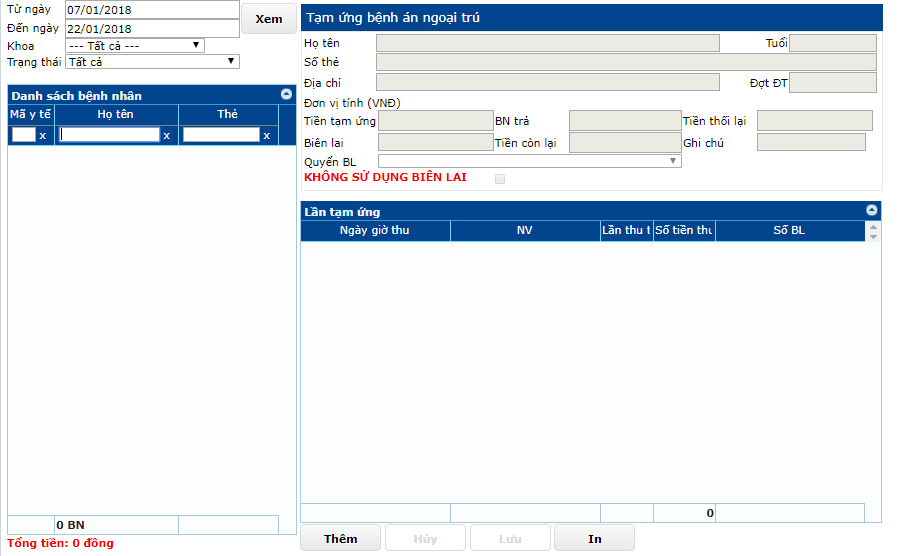 Từ ngày 07/01/2018 Xem
Đến ngày 22/01/2018
Khoa --- Tất cả ---
Trạng thái Tất cả
Danh sách bệnh nhân
Mã y tế Họ tên Thẻ
x x x
0 BN
Tổng tiền: 0 đồng
Tạm ứng bệnh án ngoại trú
Họ tên Tuổi
Số thẻ
Địa chỉ Đợt ĐT
Đơn vị tính (VNĐ)
Tiền tạm ứng BN trả Tiền thối lại
Biên lai Tiền còn lại Ghi chú
Quyển BL
KHÔNG SỬ DỤNG BIÊN LAI
Lần tạm ứng
Ngày giờ thu NV Lần thu t Số tiền thu Số BL
0
Thêm Hủy Lưu In